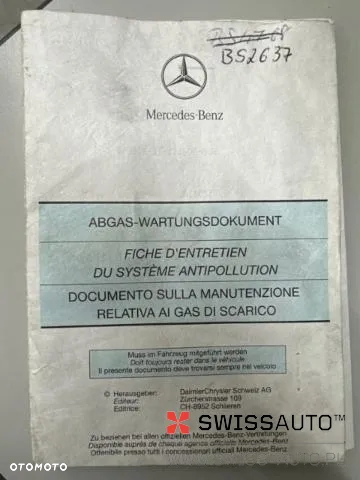 BS4768
BS2637
Mercedes-Benz
ABGAS-WARTUNGSDOKUMENT
FICHE D'ENTRETIEN
DU SYSTÈME ANTIPOLLUTION
DOCUMENTO SULLA MANUTENZIONE
RELATIVA AI GAS DI SCARICO
Muss im Fahrzeug mitgeführt werden
Doit toujours rester dans le véhicule
Il presente documento deve trovarsi sempre nel veicolo
© Herausgeber: DaimlerChrysler Schweiz AG
Editeur: Zürcherstrasse 109
Editrice: CH-8952 Schlieren
SWISSAUTO™
Zu beziehen bei allen offiziellen Mercedes-Benz-Vertretungen
Disponible auprès de chaque agence officielle Mercedes-Benz
Ottenibile presso tutti i concessionari ufficiali Mercedes-Benz
OTOMOTO